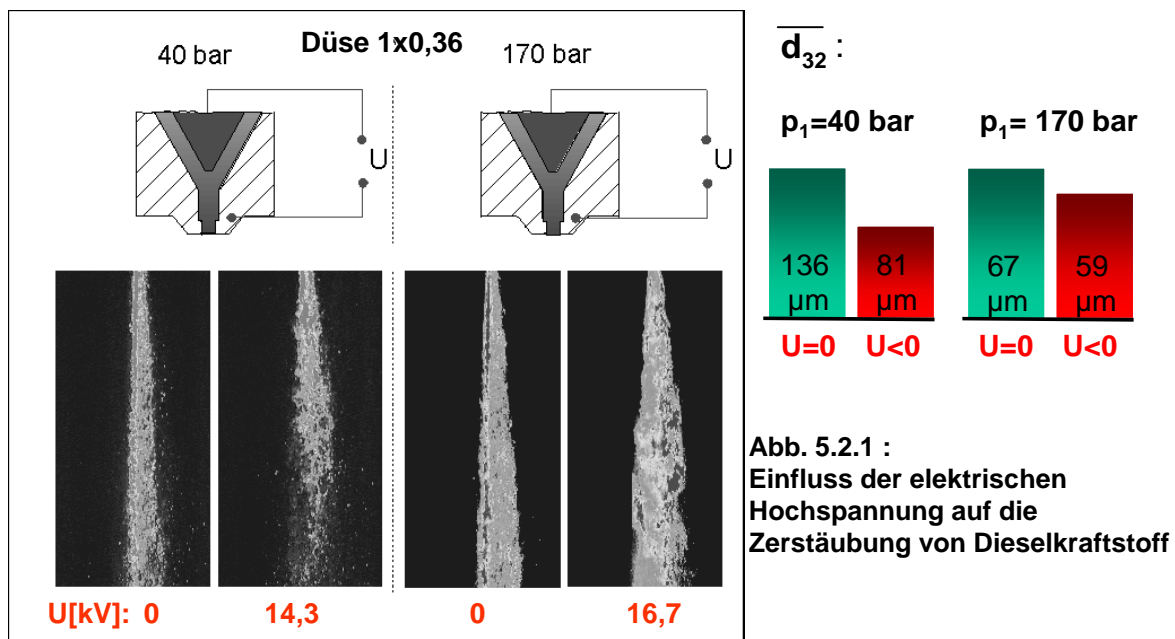 Düse 1x0,36
40 bar
170 bar
U
U
U[kV]: 0 14,3 0 16,7
d32 :
p1=40 bar p1= 170 bar
136 µm
81 µm
67 µm
59 µm
U=0 U<0 U=0 U<0
Abb. 5.2.1 :
Einfluss der elektrischen
Hochspannung auf die
Zerstäubung von Dieselkraftstoff